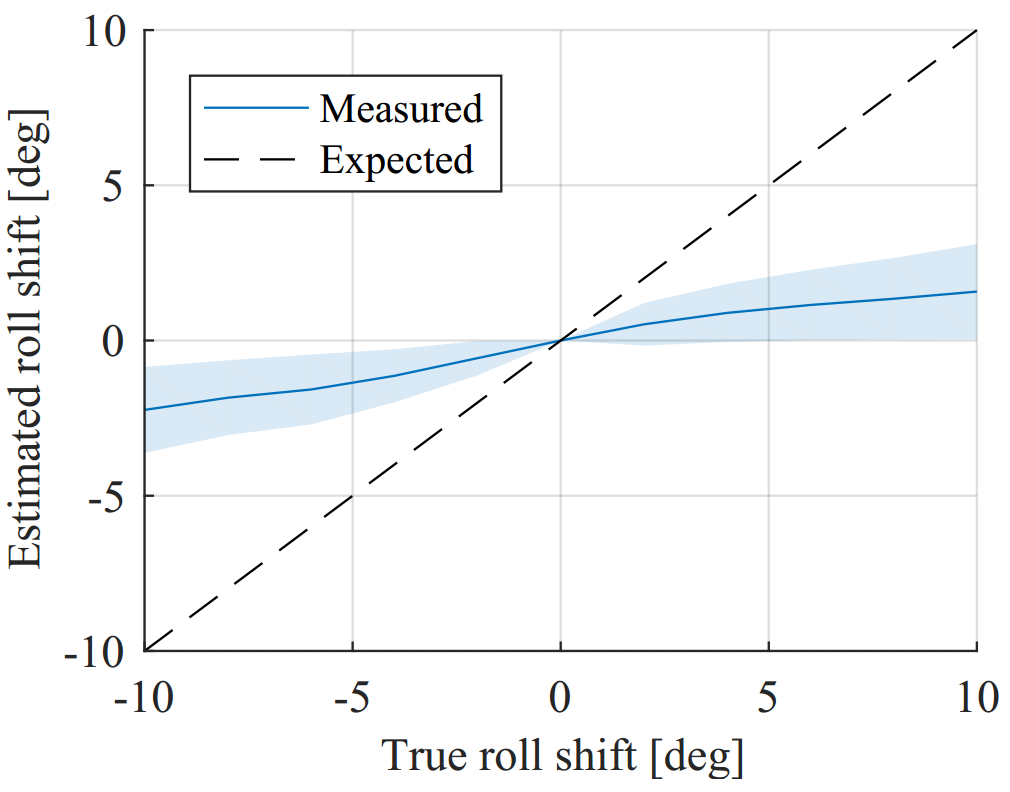 10
Measured
Expected
5
0
-5
-10
Estimated roll shift [deg]
-10 -5 0 5 10
True roll shift [deg]